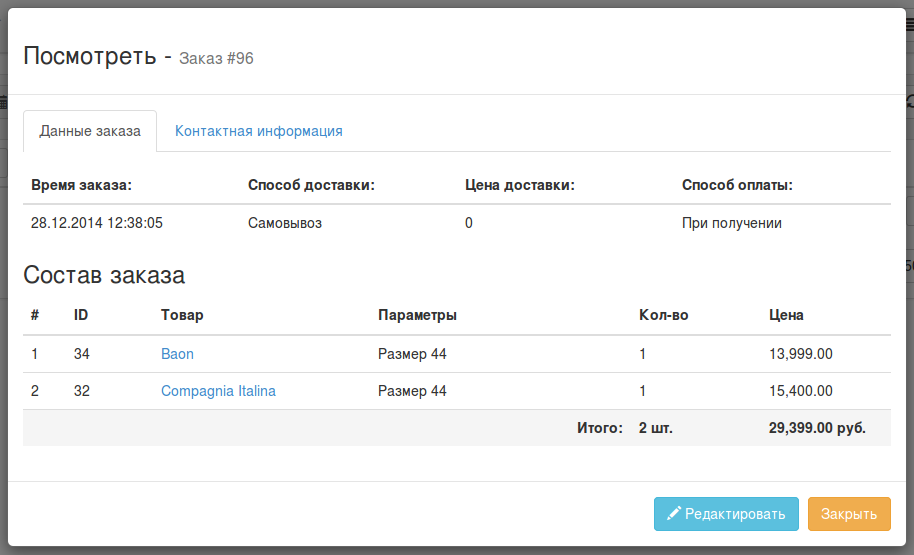 Посмотреть - Заказ #96
Данные заказа Контактная информация
Время заказа: Способ доставки: Цена доставки: Способ оплаты:
28.12.2014 12:38:05 Самовывоз 0 При получении
Состав заказа
# ID Товар Параметры Кол-во Цена
1 34 Baon Размер 44 1 13,999.00
2 32 Compagnia Italina Размер 44 1 15,400.00
Итого: 2 шт. 29,399.00 руб.
Редактировать Закрыть